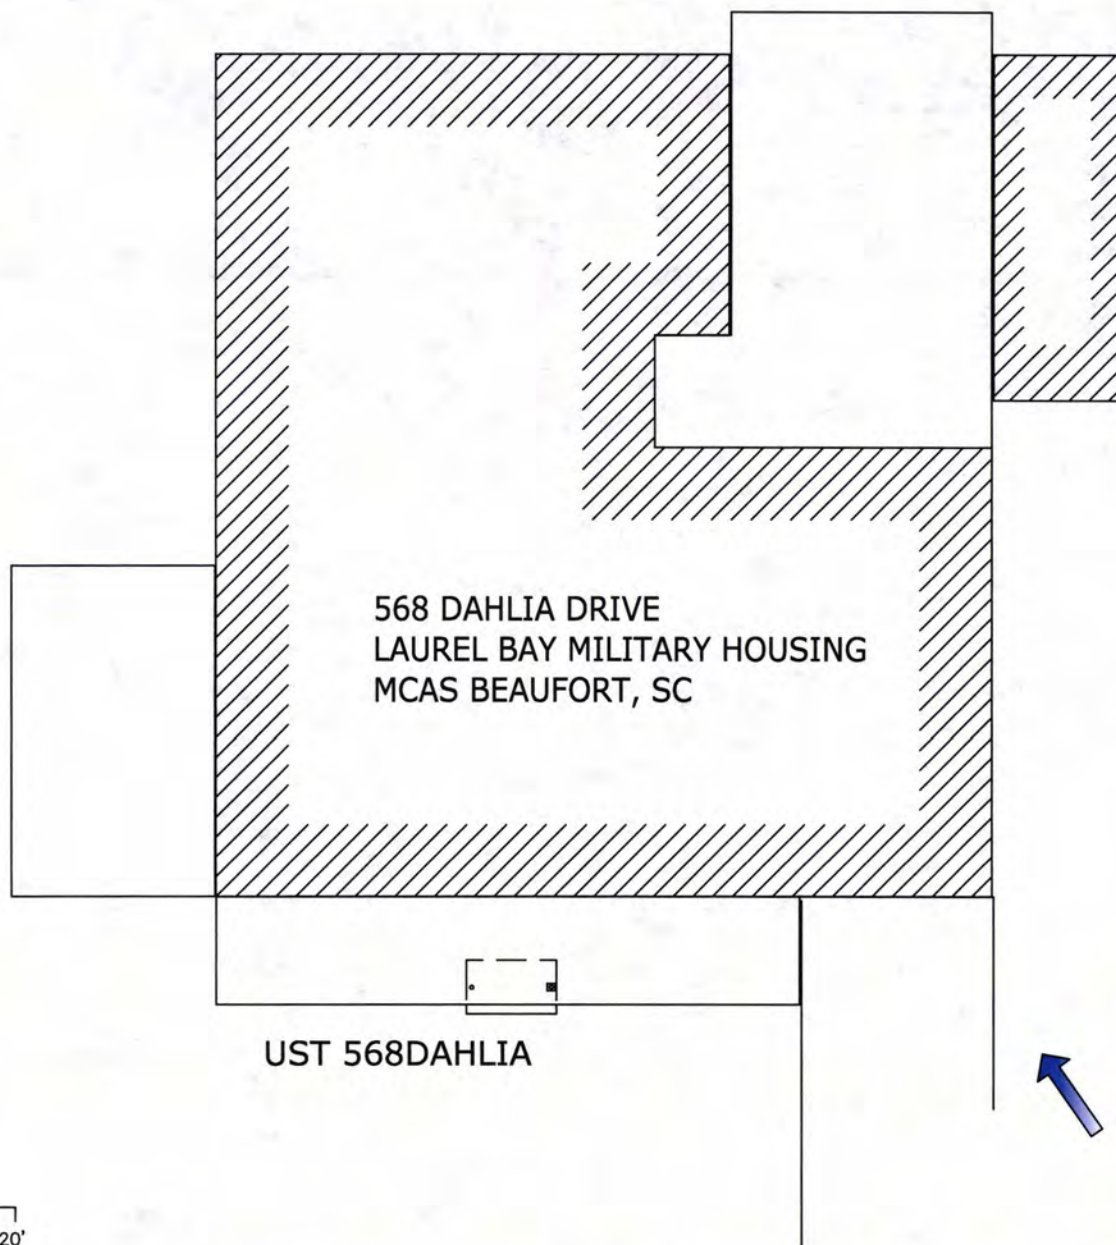 568 DAHLIA DRIVE
LAUREL BAY MILITARY HOUSING
MCAS BEAUFORT, SC
UST 568DAHLIA
20'